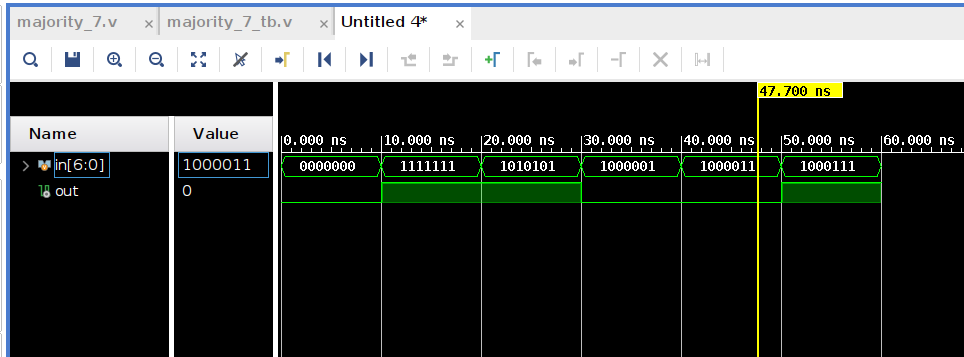 majority_7.v × majority_7_tb.v × Untitled 4* ×
47.700 ns
Name Value
0.000 ns 10.000 ns 20.000 ns 30.000 ns 40.000 ns 50.000 ns 60.000 ns
in[6:0] 1000011 0000000 1111111 1010101 1000001 1000011 1000111
out 0